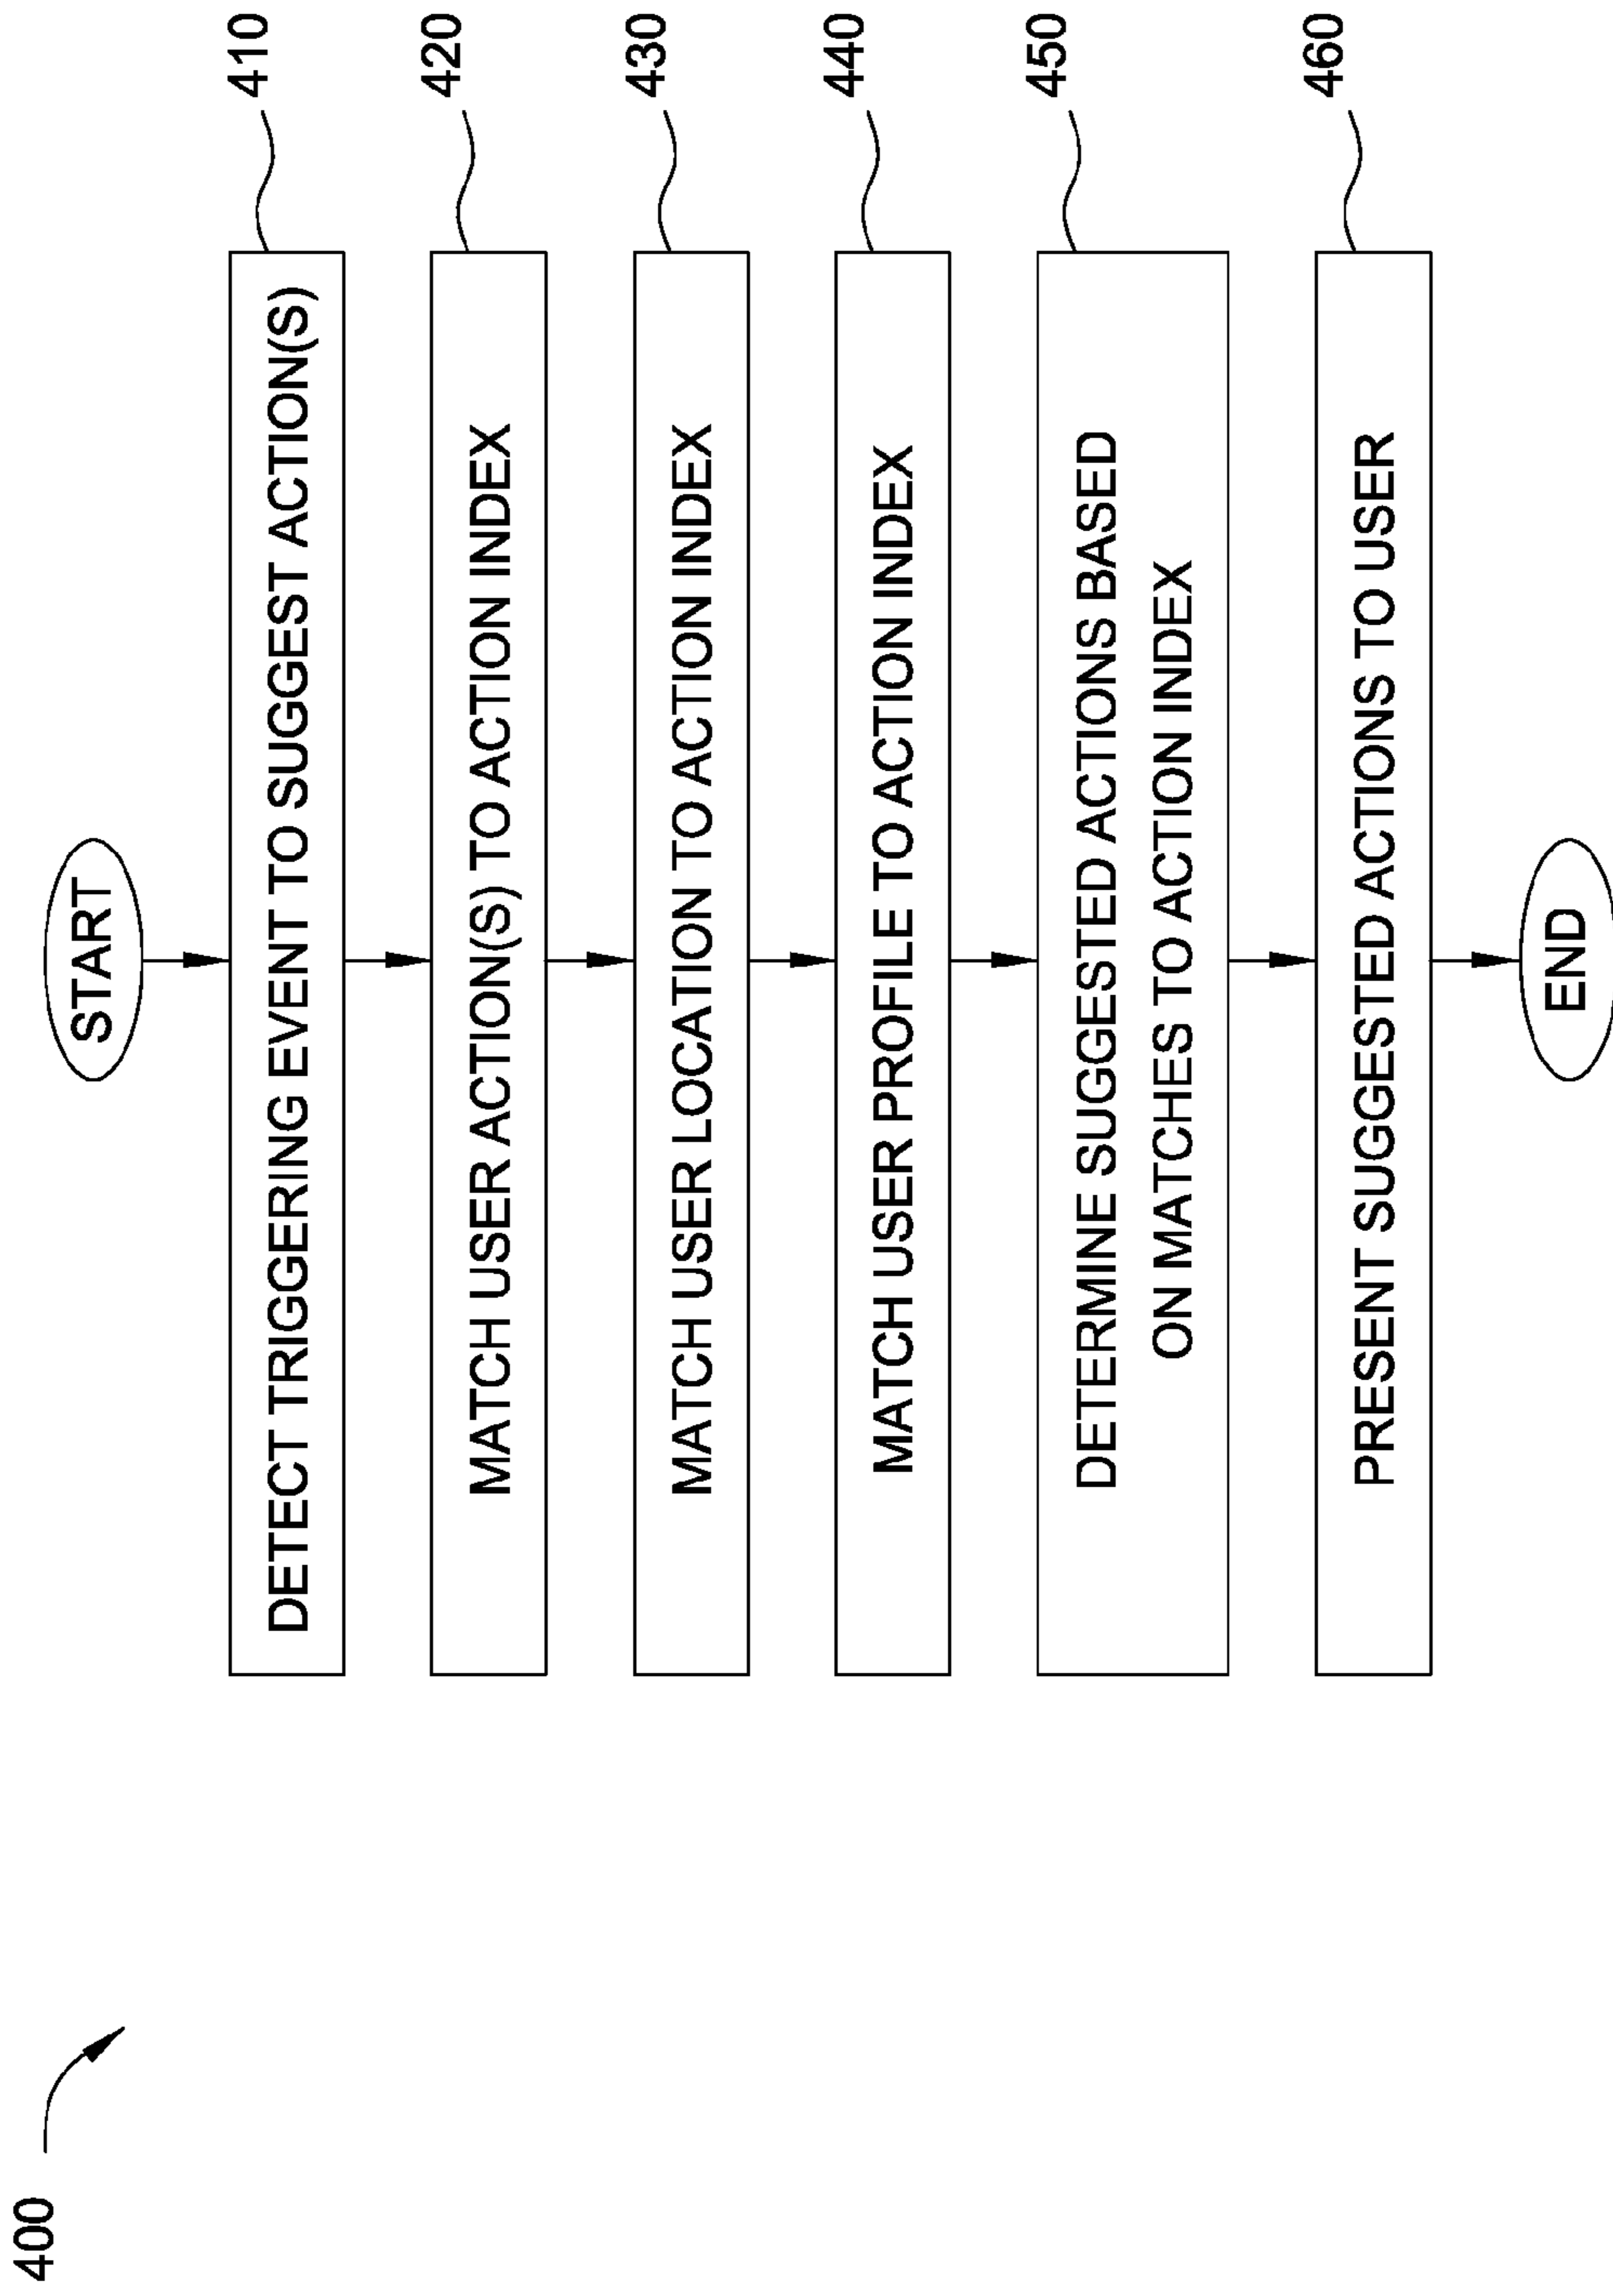 400
START
DETECT TRIGGERING EVENT TO SUGGEST ACTION(S)
410
MATCH USER ACTION(S) TO ACTION INDEX
420
MATCH USER LOCATION TO ACTION INDEX
430
MATCH USER PROFILE TO ACTION INDEX
440
DETERMINE SUGGESTED ACTIONS BASED
ON MATCHES TO ACTION INDEX
450
PRESENT SUGGESTED ACTIONS TO USER
460
END